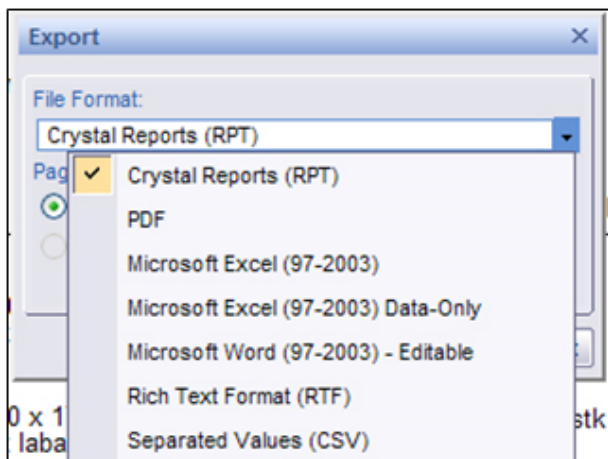 Export
File Format:
Crystal Reports (RPT)
Crystal Reports (RPT)
PDF
Microsoft Excel (97-2003)
Microsoft Excel (97-2003) Data-Only
Microsoft Word (97-2003) - Editable
Rich Text Format (RTF)
Separated Values (CSV)